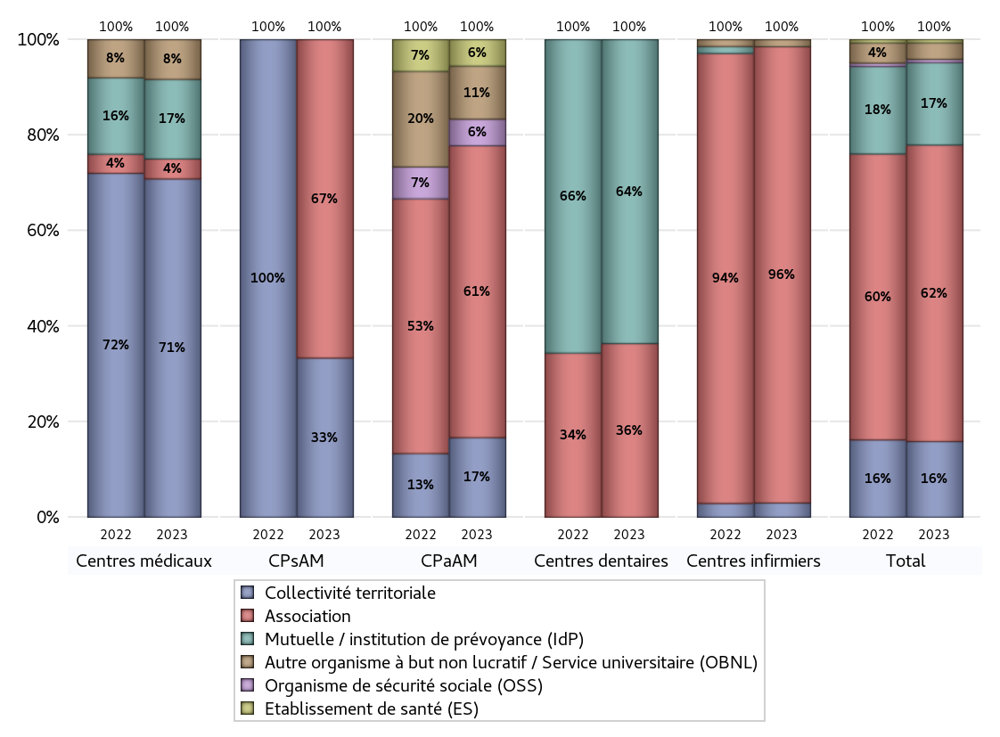 100% 100% 100% 100% 100% 100% 100% 100% 100% 100% 100% 100%
100%
80%
60%
40%
20%
0%
8% 8%
16% 17%
4% 4%
72% 71%
100% 67%
33%
7% 6%
20% 11%
7% 6%
53% 61%
13% 17%
66% 64%
34% 36%
94% 96%
4%
18% 17%
60% 62%
16% 16%
2022 2023 2022 2023 2022 2023 2022 2023 2022 2023 2022 2023
Centres médicaux CPsAM CPaAM Centres dentaires Centres infirmiers Total
Collectivité territoriale
Association
Mutuelle / institution de prévoyance (IdP)
Autre organisme à but non lucratif / Service universitaire (OBNL)
Organisme de sécurité sociale (OSS)
Etablissement de santé (ES)